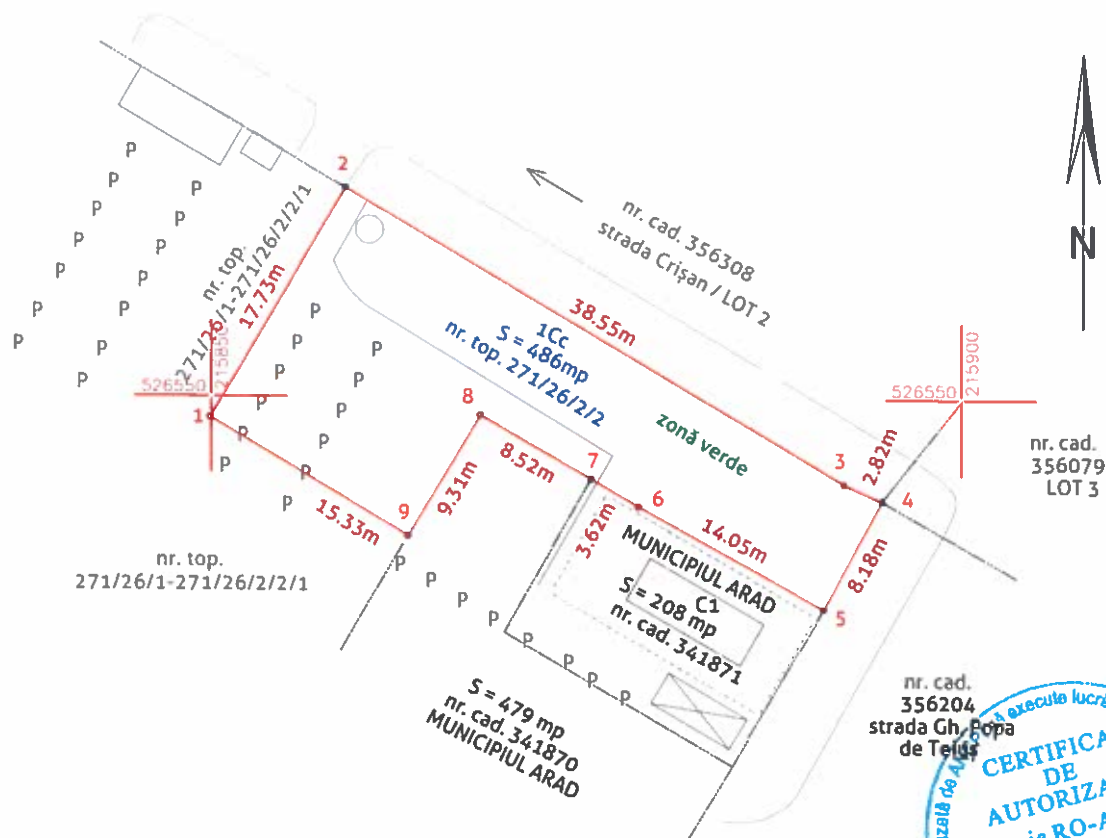 2
nr. cad. 356308
strada Crișan / LOT 2
N
P
P
P
P
P
P
P
P
P
P
P
P
P
P
nr. top.
271/26/1-271/26/2/2/1
17.73m
38.55m
1Cc
S = 486mp
nr. top. 271/26/2/2
P
P
P
P
P
P
P
P
P
P
526550
215850
526550
215900
1
8
8.52m
7
zonă verde
3
2.82m
4
nr. cad.
356079
LOT 3
9.31m
9
15.33m
6
14.05m
3.62m
8.18m
5
nr. top.
271/26/1-271/26/2/2/1
MUNICIPIUL ARAD
C1
S = 208 mp
nr. cad. 341871
P
P
P
P
P
P
P
P
S = 479 mp
nr. cad. 341870
MUNICIPIUL ARAD
nr. cad.
356204
strada Gh. Popa
de Teiuș
execute lucră
CERTIFICA
DE
AUTORIZA
RO-A